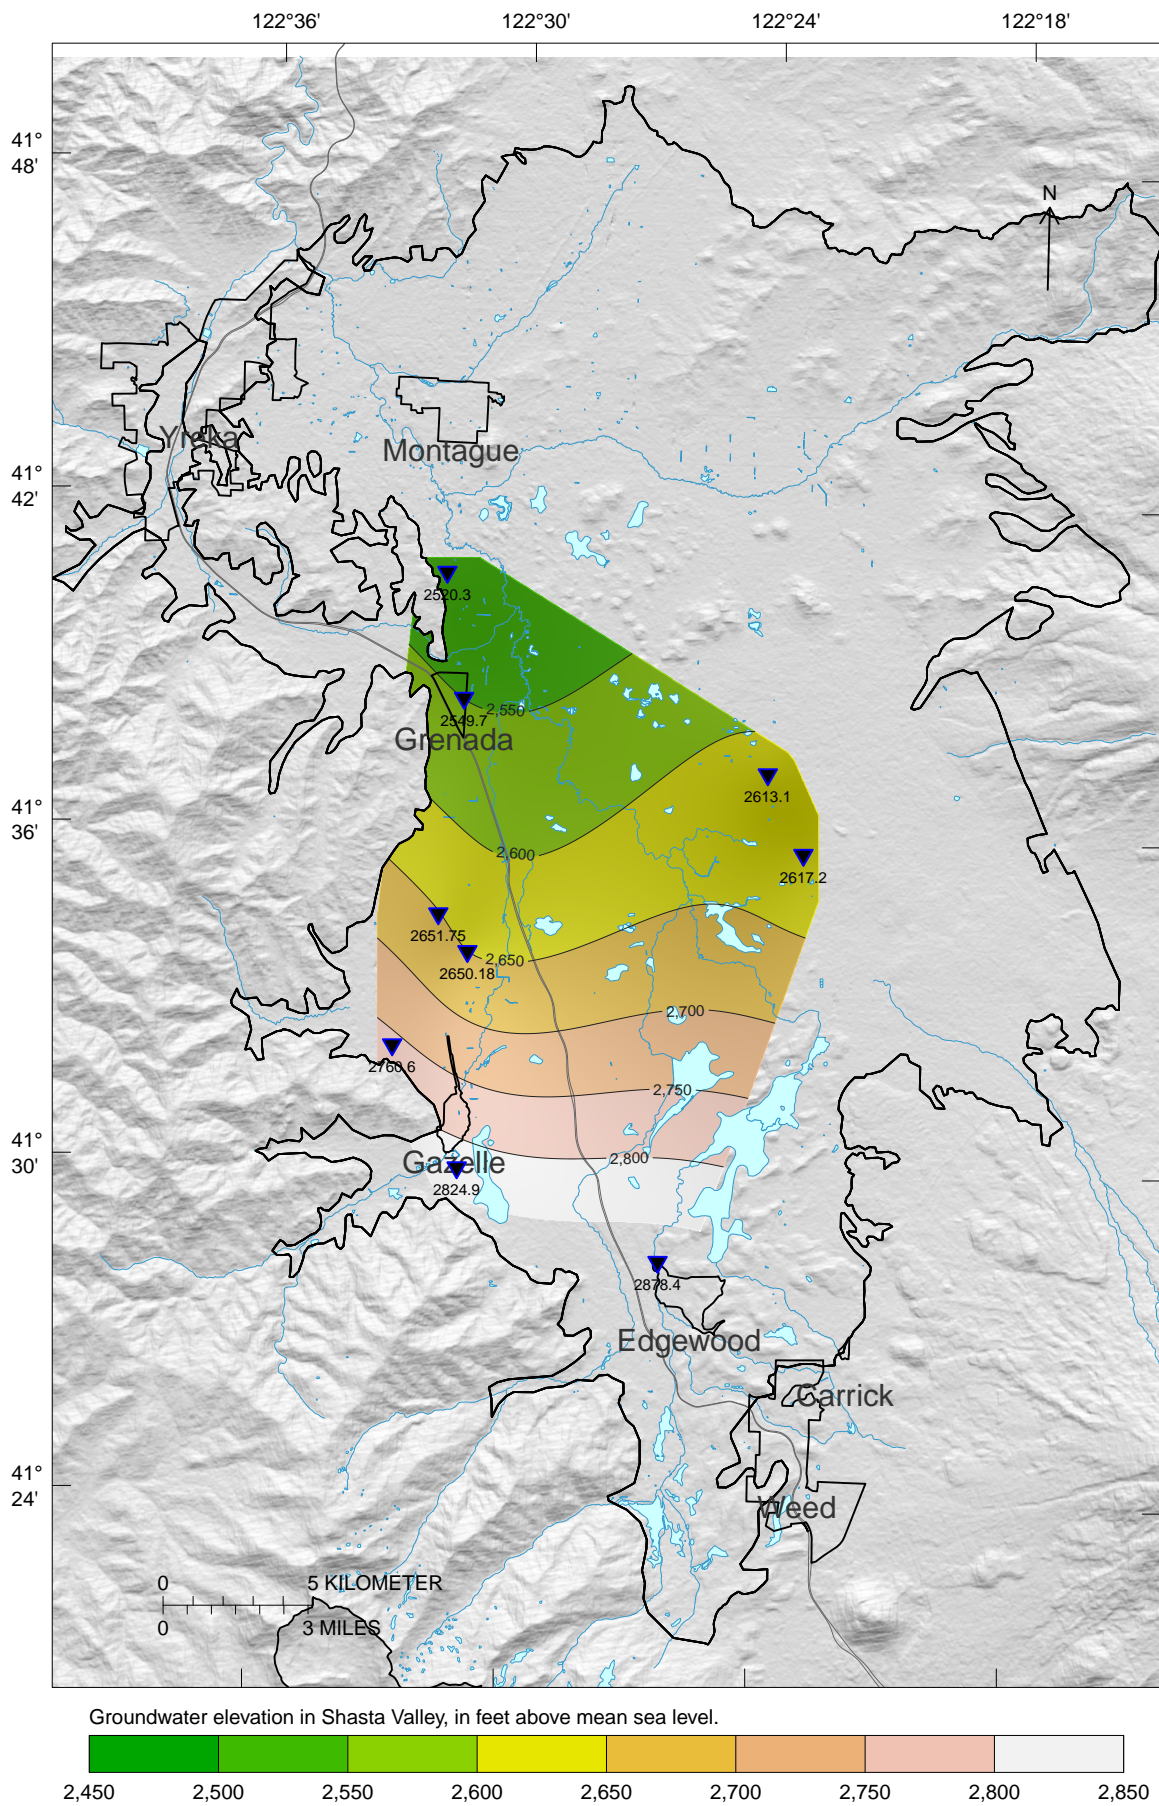 122°36' 122°30' 122°24' 122°18'
41°
48'
N
Yreka
Montague
41°
42'
2520.3
2,550
2549.7
Grenada
2613.1
41°
36'
2,600
2617.2
2651.75
2,650
2650.18
2,700
2760.6
2,750
41°
30'
2,800
Gazelle
2824.9
2878.4
Edgewood
Carrick
41°
24'
Weed
0 5 KILOMETER
0 3 MILES
Groundwater elevation in Shasta Valley, in feet above mean sea level.
2,450 2,500 2,550 2,600 2,650 2,700 2,750 2,800 2,850